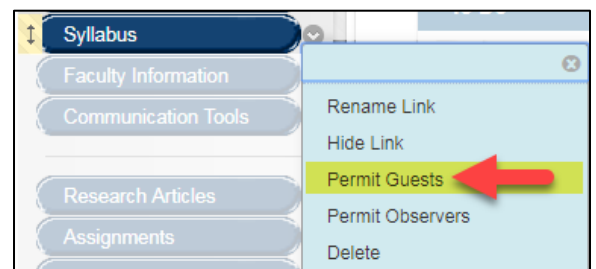 Syllabus
Faculty Information
Communication Tools
Research Articles
Assignments
Rename Link
Hide Link
Permit Guests
Permit Observers
Delete